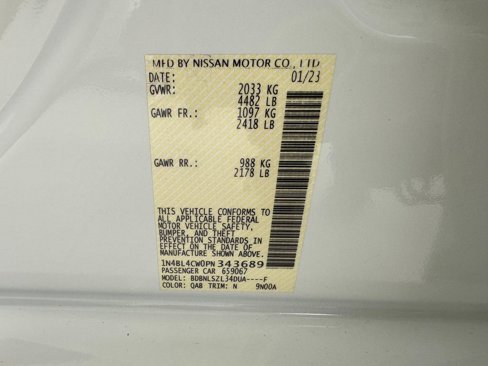 MFD BY NISSAN MOTOR CO., LTD
DATE: 01/23
GVWR: 2033 KG
4482 LB
GAWR FR.: 1097 KG
2418 LB
GAWR RR.: 988 KG
2178 LB
THIS VEHICLE CONFORMS TO
ALL APPLICABLE FEDERAL
MOTOR VEHICLE SAFETY,
BUMPER, AND THEFT
PREVENTION STANDARDS IN
EFFECT ON THE DATE OF
MANUFACTURE SHOWN ABOVE.
1N4BL4CW0PN343689
PASSENGER CAR 659067
MODEL: BDBNLSZL34DUA----F
COLOR: QAB TRIM: N 9N00A